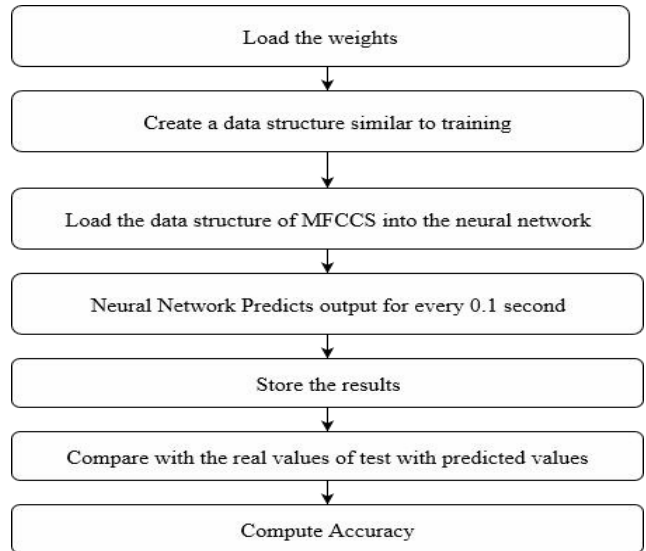 Load the weights
Create a data structure similar to training
Load the data structure of MFCCS into the neural network
Neural Network Predicts output for every 0.1 second
Store the results
Compare with the real values of test with predicted values
Compute Accuracy